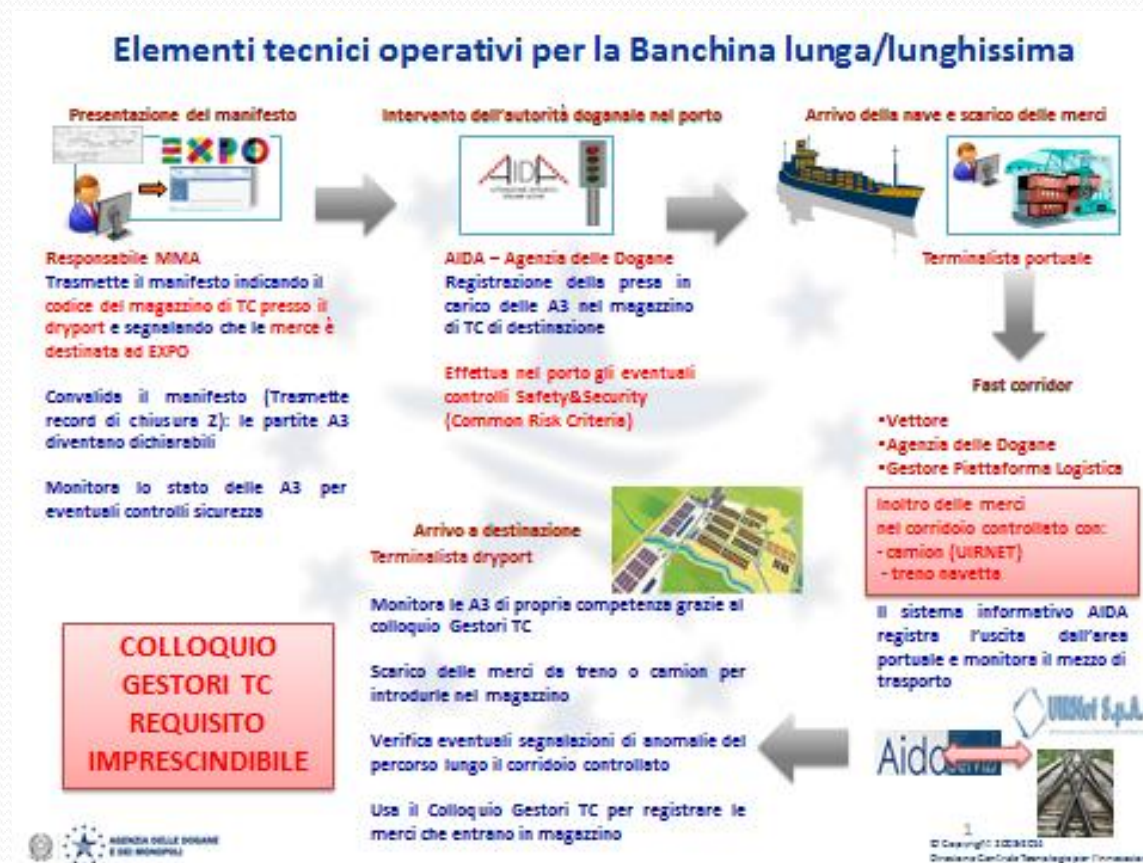 Elementi tecnici operativi per la Banchina lunga/lunghissima
Presentazione del manifesto
EXPO
Responsabile MMA
Trasmette il manifesto indicando il
codice del magazzino di TC presso il
dryport e segnalando che le merce è
destinata ad EXPO
Convalida il manifesto (Trasmette
record di chiusura Z): le partite A3
diventano dichiarabili
Monitora lo stato delle A3 per
eventuali controlli sicurezza
Intervento dell'autorità doganale nel porto
AIDA
AIDA – Agenzia delle Dogane
Registrazione della presa in
carico delle A3 nel magazzino
di TC di destinazione
Effettua nel porto gli eventuali
controlli Safety&Security
(Common Risk Criteria)
Arrivo della nave e scarico delle merci
Terminalista portuale
Fast corridor
•Vettore
•Agenzia delle Dogane
•Gestore Piattaforma Logistica
Inoltro delle merci
nel corridoio controllato con:
- camion (UIRNET)
- treno navetta
Il sistema informativo AIDA
registra l'uscita dall'area
portuale e monitora il mezzo di
trasporto
UIRNet S.p.A.
Aida
Arrivo a destinazione
Terminalista dryport
Monitora le A3 di propria competenza grazie al
colloquio Gestori TC
Scarico delle merci da treno o camion per
introdurle nel magazzino
Verifica eventuali segnalazioni di anomalie del
percorso lungo il corridoio controllato
Usa il Colloquio Gestori TC per registrare le
merci che entrano in magazzino
COLLOQUIO
GESTORI TC
REQUISITO
IMPRESCINDIBILE
AGENZIA DELLE DOGANE
E DEI MONOPOLI
1
© Copyright
Direzione Centrale Tecnologie per l'Innovazione